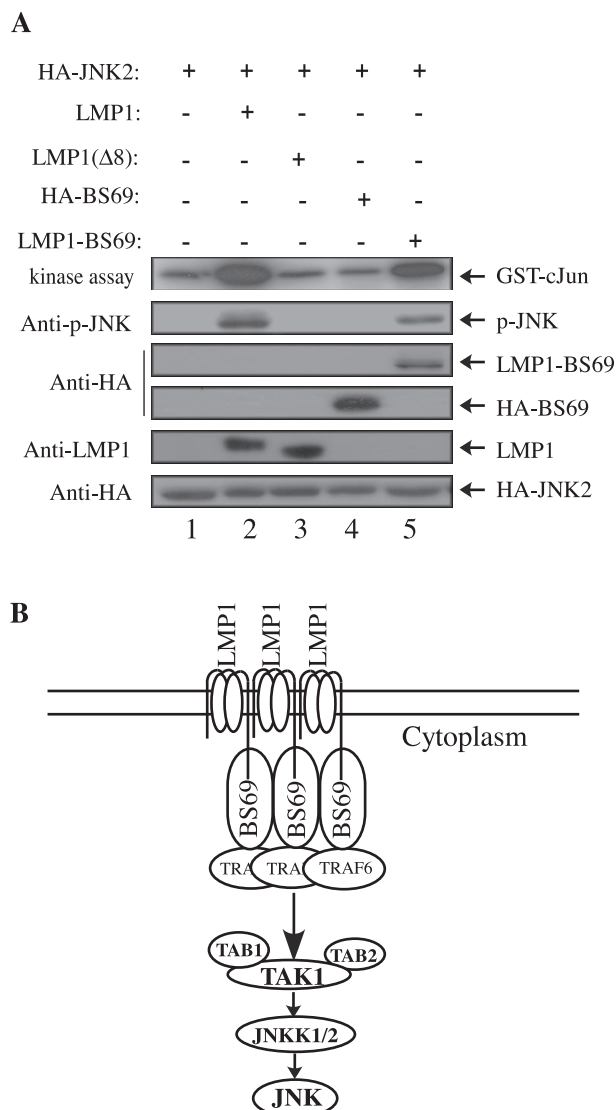 A
HA-JNK2: + + + + +
LMP1: - + - - -
LMP1(Δ8): - - + - -
HA-BS69: - - - + -
LMP1-BS69: - - - - +
kinase assay GST-cJun
Anti-p-JNK p-JNK
LMP1-BS69
Anti-HA
HA-BS69
Anti-LMP1 LMP1
Anti-HA HA-JNK2
1 2 3 4 5
B
LMP1 LMP1 LMP1
Cytoplasm
BS69 BS69 BS69
TRA TRA TRAF6
TAB1 TAB2
TAK1
JNKK1/2
JNK